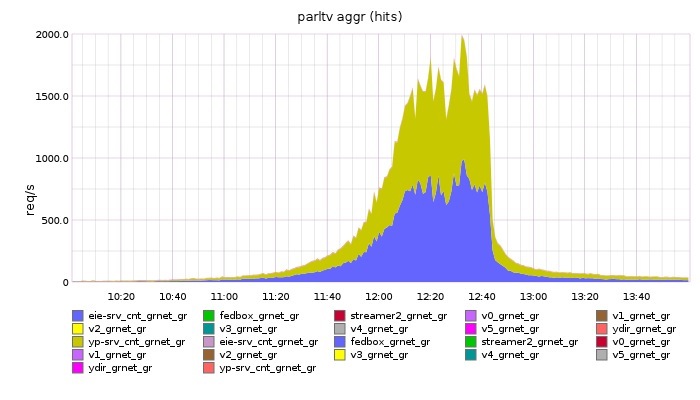 parltv aggr (hits)
2000.0
1500.0
1000.0
500.0
0
req/s
10:20 10:40 11:00 11:20 11:40 12:00 12:20 12:40 13:00 13:20 13:40
eie-srv_cnt_grnet_gr fedbox_grnet_gr streamer2_grnet_gr v0_grnet_gr v1_grnet_gr
v2_grnet_gr v3_grnet_gr v4_grnet_gr v5_grnet_gr ydir_grnet_gr
yp-srv_cnt_grnet_gr eie-srv_cnt_grnet_gr fedbox_grnet_gr streamer2_grnet_gr v0_grnet_gr
v1_grnet_gr v2_grnet_gr v3_grnet_gr v4_grnet_gr v5_grnet_gr
ydir_grnet_gr yp-srv_cnt_grnet_gr